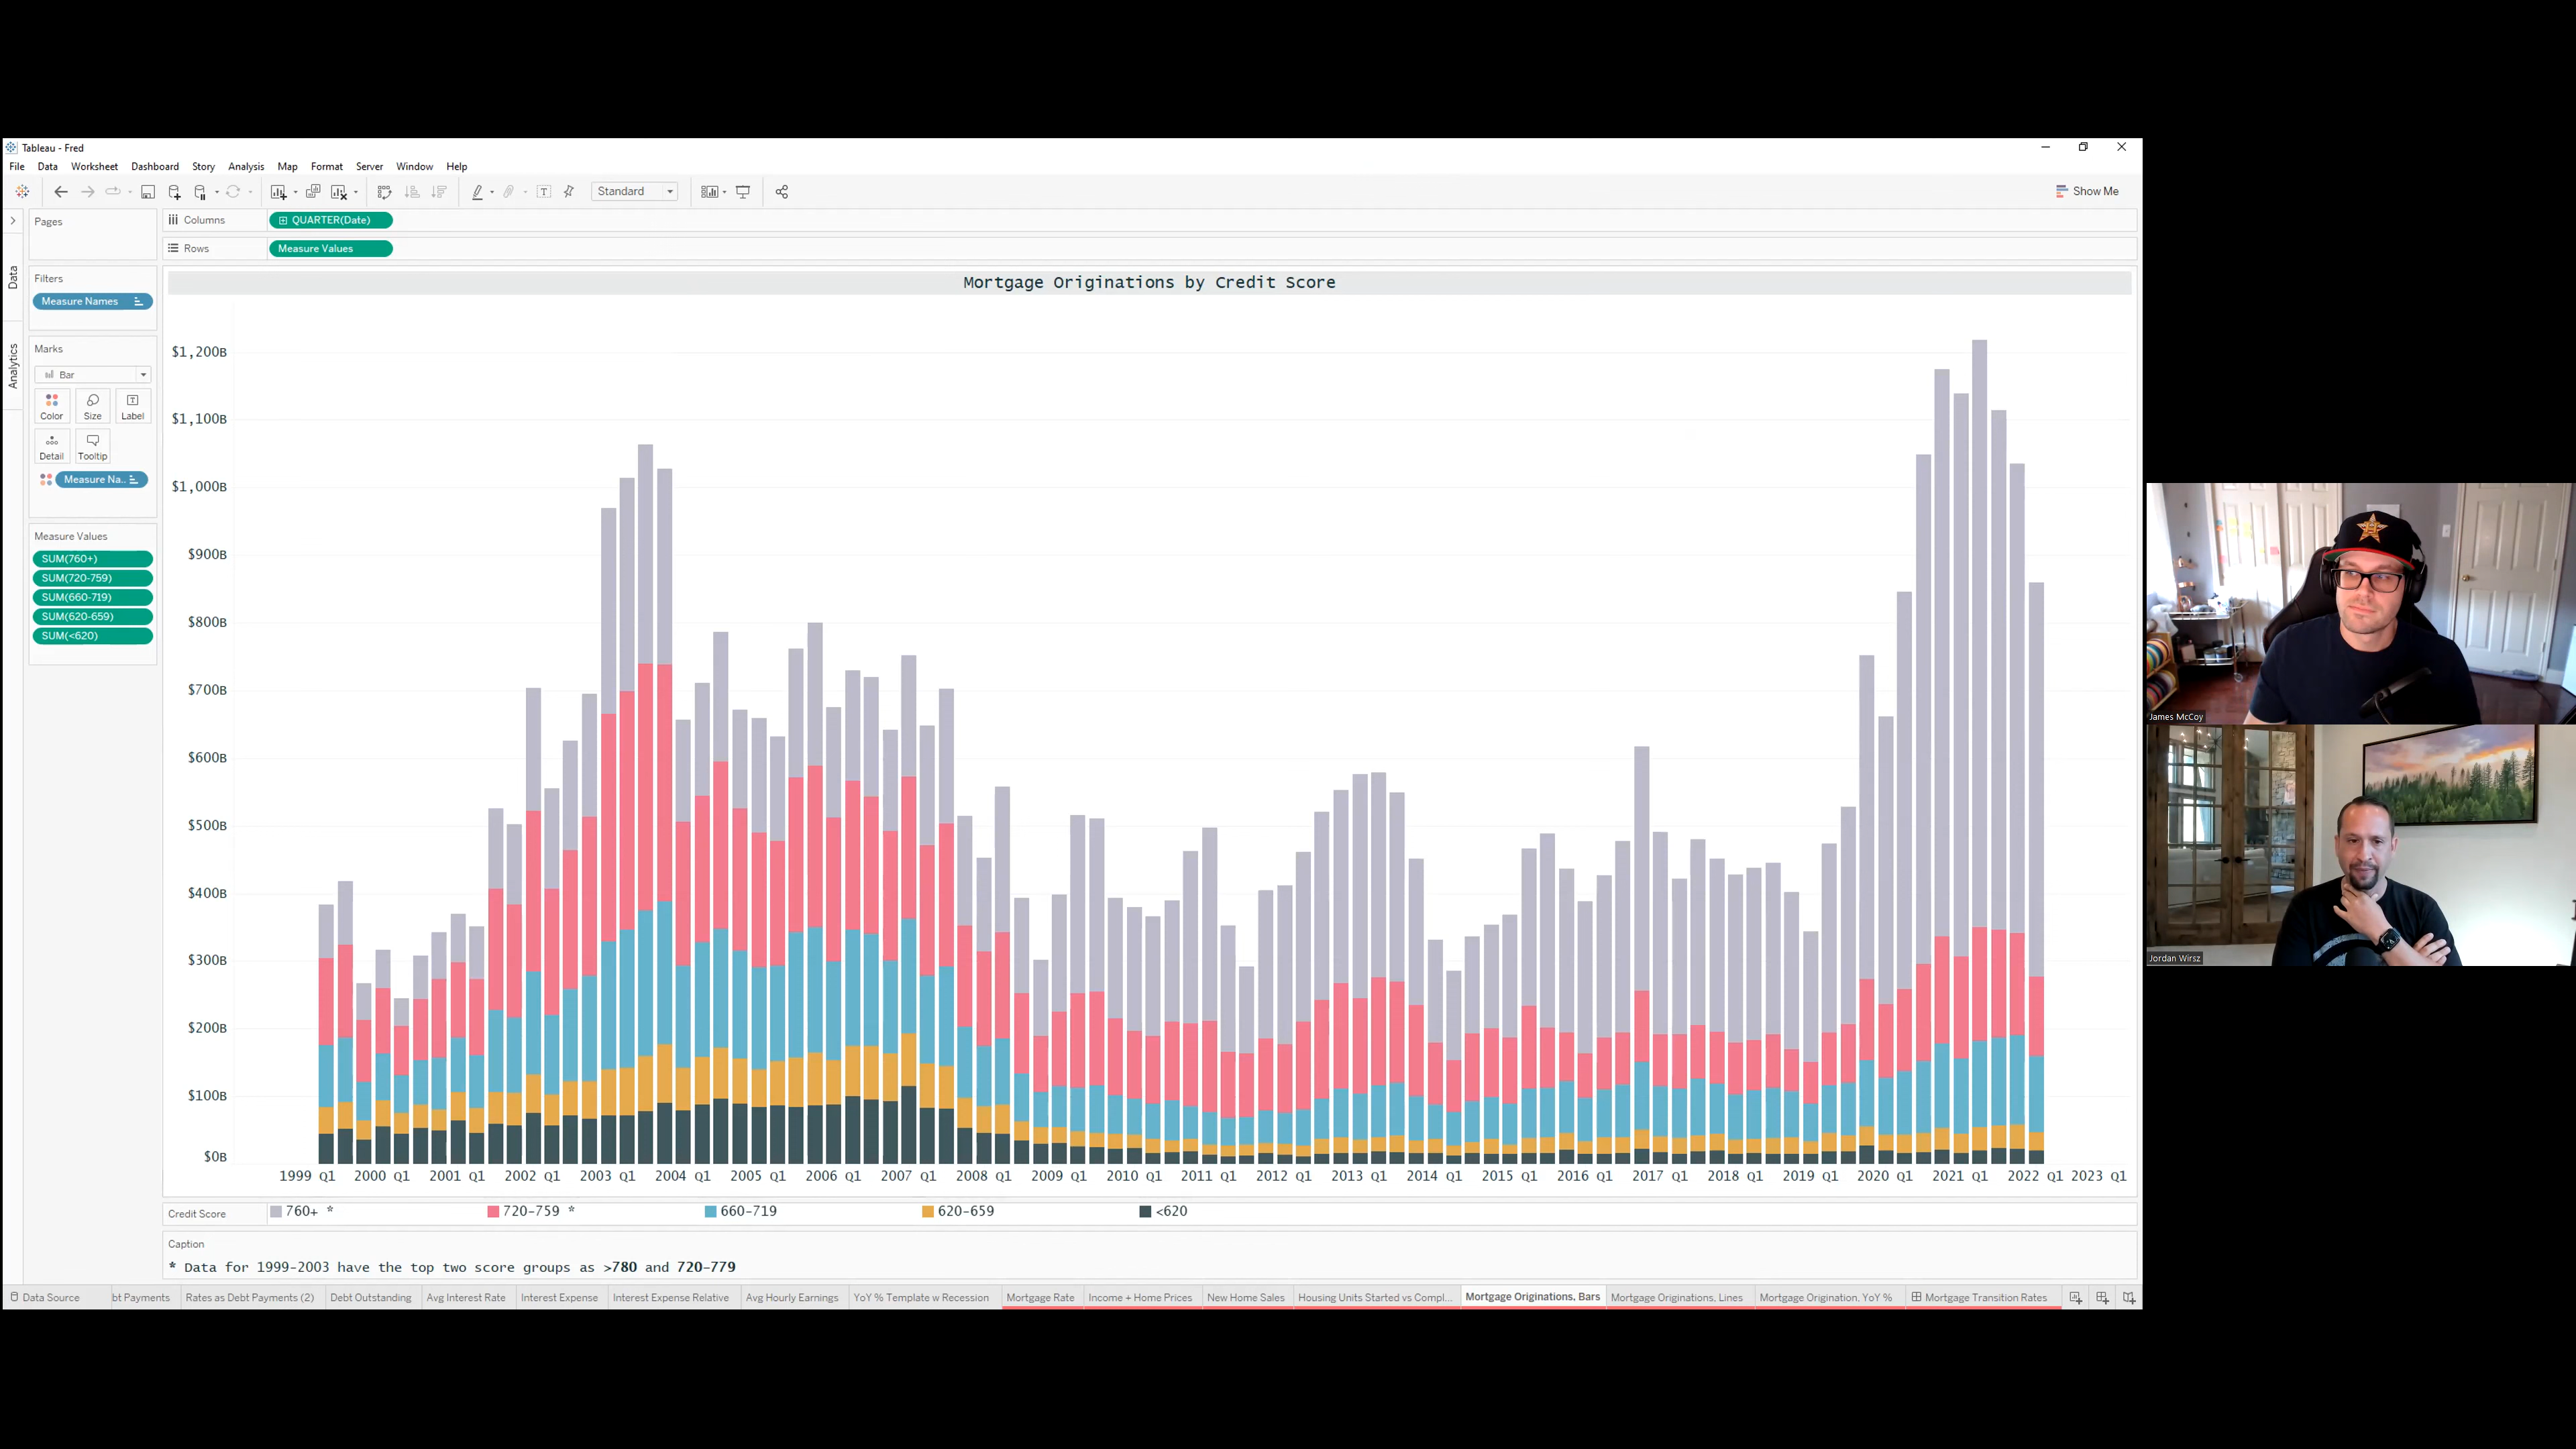 Tableau - Fred
File Data Worksheet Dashboard Story Analysis Map Format Server Window Help
Standard
Show Me
Pages
Columns
QUARTER(Date)
Rows
Measure Values
Data
Analytics
Filters
Measure Names
Marks
Bar
Color Size Label
Detail Tooltip
Measure Na..
Measure Values
SUM(760+)
SUM(720-759)
SUM(660-719)
SUM(620-659)
SUM(<620)
Mortgage Originations by Credit Score
$1,200B
$1,100B
$1,000B
$900B
$800B
$700B
$600B
$500B
$400B
$300B
$200B
$100B
$0B
1999 Q1 2000 Q1 2001 Q1 2002 Q1 2003 Q1 2004 Q1 2005 Q1 2006 Q1 2007 Q1 2008 Q1 2009 Q1 2010 Q1 2011 Q1 2012 Q1 2013 Q1 2014 Q1 2015 Q1 2016 Q1 2017 Q1 2018 Q1 2019 Q1 2020 Q1 2021 Q1 2022 Q1 2023 Q1
Credit Score 760+ * 720-759 * 660-719 620-659 <620
Caption
* Data for 1999-2003 have the top two score groups as >780 and 720-779
Data Source bt Payments Rates as Debt Payments (2) Debt Outstanding Avg Interest Rate Interest Expense Interest Expense Relative Avg Hourly Earnings YoY % Template w Recession Mortgage Rate Income + Home Prices New Home Sales Housing Units Started vs Compl... Mortgage Originations, Bars Mortgage Originations, Lines Mortgage Origination, YoY % Mortgage Transition Rates
James McCoy
Jordan Wirsz